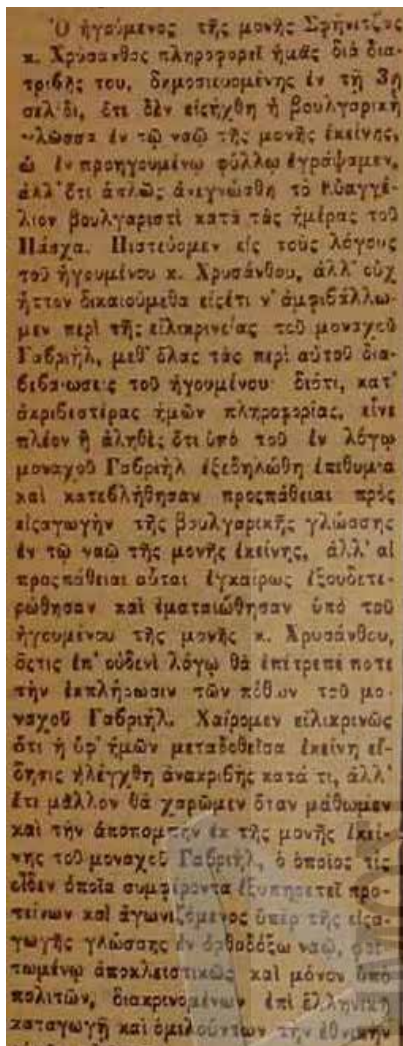 Ὁ ἡγούμενος τῆς μονῆς Σφηνίτζας
κ. Χρύσανθος πληροφορεῖ ἡμᾶς διὰ δια-
τριβῆς του, δημοσιευομένης ἐν τῇ 3ῃ
σελίδι, ὅτι δὲν εἰςήχθη ἡ βουλγαρικὴ
γλῶσσα ἐν τῷ ναῷ τῆς μονῆς ἐκείνης,
ὡ ἐν προηγουμένῳ φύλλῳ ἐγράψαμεν,
ἀλλ' ὅτι ἁπλῶς ἀνεγνώσθη τὸ Εὐαγγέ-
λιον βουλγαριστὶ κατὰ τὰς ἡμέρας τοῦ
Πάσχα. Πιστεύομεν εἰς τοὺς λόγους
τοῦ ἡγουμένου κ. Χρυσάνθου, ἀλλ' οὐχ
ἧττον δικαιούμεθα εἰςέτι ν' ἀμφιβάλλω-
μεν περὶ τῆς εἰλικρινείας τοῦ μοναχοῦ
Γαβριήλ, μεθ' ὅλας τὰς περὶ αὐτοῦ δια-
βεβαιώσεις τοῦ ἡγουμένου· διότι, κατ'
ἀκριβεστέρας ἡμῶν πληροφορίας, εἶνε
πλέον ἢ ἀληθὲς ὅτι ὑπὸ τοῦ ἐν λόγῳ
μοναχοῦ Γαβριήλ ἐξεδηλώθη ἐπιθυμία
καὶ κατεβλήθησαν προςπάθειαι πρὸς
εἰςαγωγὴν τῆς βουλγαρικῆς γλώσσης
ἐν τῷ ναῷ τῆς μονῆς ἐκείνης, ἀλλ' αἱ
προςπάθειαι αὗται ἐγκαίρως ἐξουδετε-
ρώθησαν καὶ ἐματαιώθησαν ὑπὸ τοῦ
ἡγουμένου τῆς μονῆς κ. Χρυσάνθου,
ὅςτις ἐπ' οὐδενὶ λόγῳ θὰ ἐπέτρεπέ ποτε
τὴν ἐκπλήρωσιν τῶν πόθων τοῦ μο-
ναχοῦ Γαβριήλ. Χαίρομεν εἰλικρινῶς
ὅτι ἡ ὑφ' ἡμῶν μεταδοθεῖσα ἐκείνη εἴ-
δησις ἠλέγχθη ἀνακριβὴς κατά τι, ἀλλ'
ἔτι μᾶλλον θὰ χαρῶμεν ὅταν μάθωμεν
καὶ τὴν ἀποπομπὴν ἐκ τῆς μονῆς ἐκεί-
νης τοῦ μοναχοῦ Γαβριήλ, ὁ ὁποῖος τίς
οἶδεν ὁποῖα συμφέροντα ἐξυπηρετεῖ προ-
τείνων καὶ ἀγωνιζόμενος ὑπὲρ τῆς εἰςα-
γωγῆς γλώσσης ἐν ὀρθοδόξῳ ναῷ, φοι-
τωμένῳ ἀποκλειστικῶς καὶ μόνον ὑπὸ
πολιτῶν, διακρινομένων ἐπὶ ἑλληνικῇ
καταγωγῇ καὶ ὁμιλούντων τὴν ἐθνικὴν